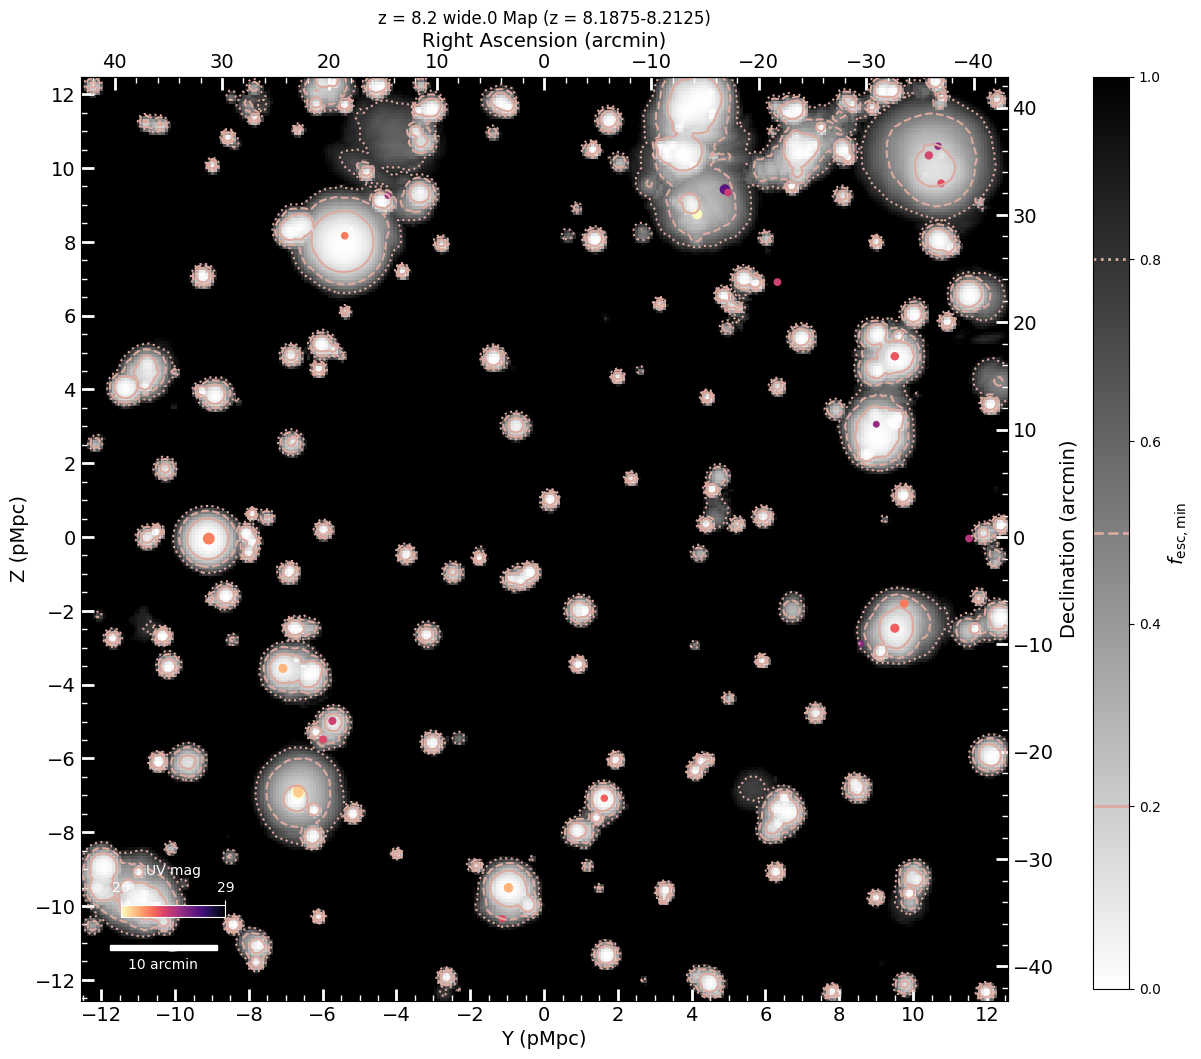 z = 8.2 wide.0 Map (z = 8.1875-8.2125)
Right Ascension (arcmin)
40 30 20 10 0 −10 −20 −30 −40
12 10 8 6 4 2 0 −2 −4 −6 −8 −10 −12
Z (pMpc)
40 30 20 10 0 −10 −20 −30 −40
Declination (arcmin)
1.0 0.8 0.6 0.4 0.2 0.0
fesc,min
UV mag
26 29
10 arcmin
−12 −10 −8 −6 −4 −2 0 2 4 6 8 10 12
Y (pMpc)